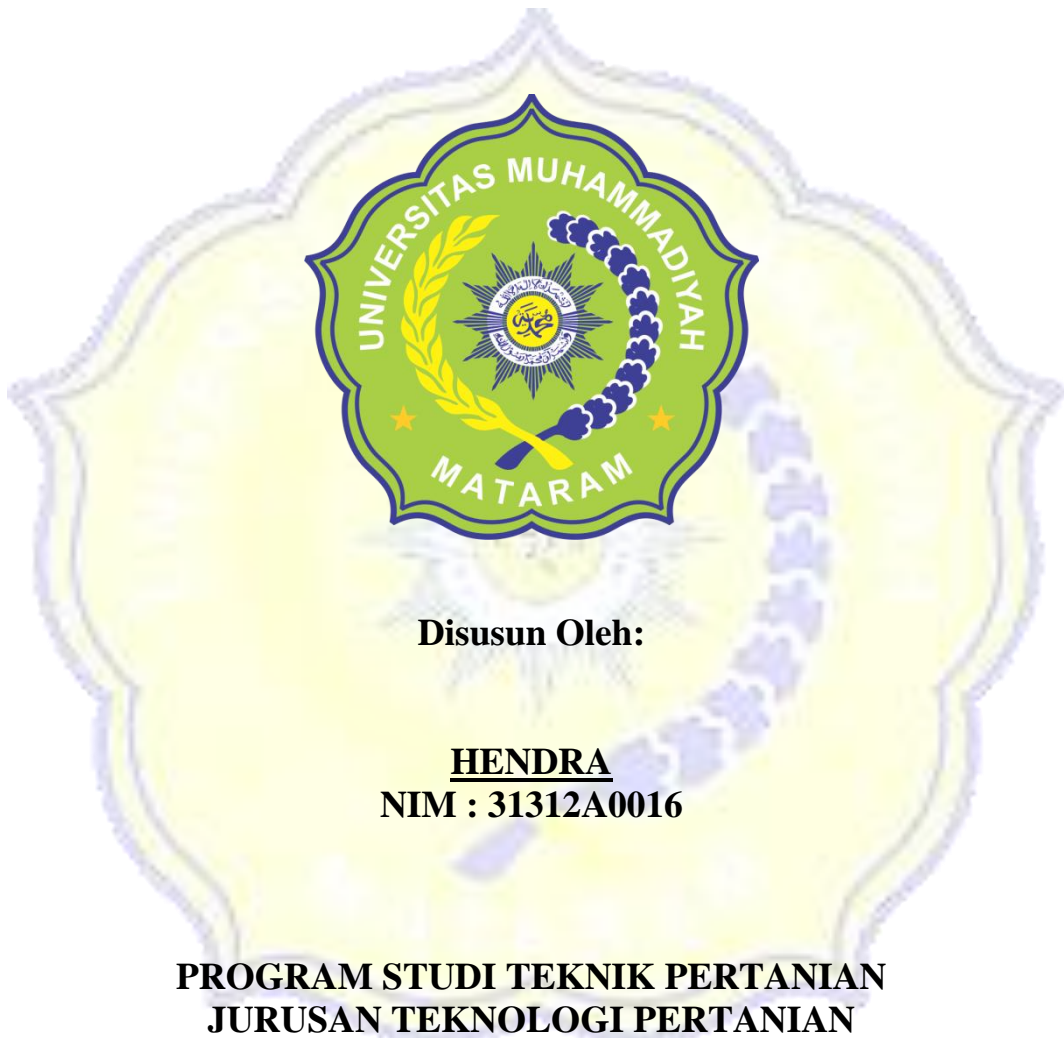 UNIVERSITAS MUHAMMADIYAH
MATARAM
Disusun Oleh:
HENDRA
NIM : 31312A0016
PROGRAM STUDI TEKNIK PERTANIAN
JURUSAN TEKNOLOGI PERTANIAN